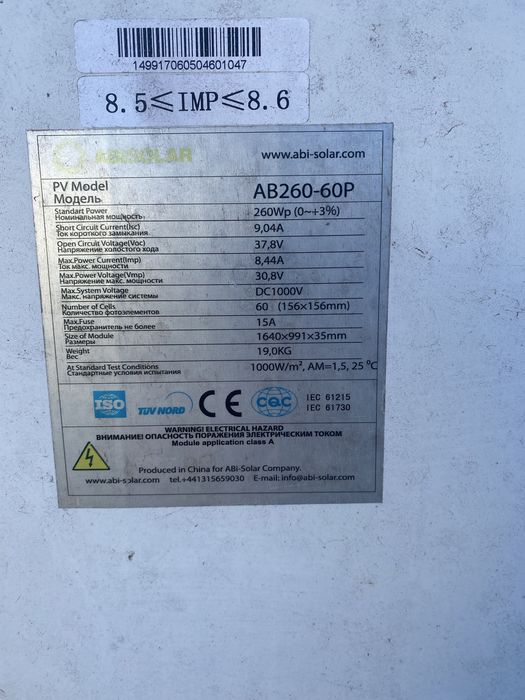 149917060504601047
8.5≤IMP≤8.6
ABi-SOLAR www.abi-solar.com
PV Model AB260-60P
Модель
Standart Power 260Wp (0~+3%)
Номинальная мощность
Short Circuit Current(Isc) 9,04A
Ток короткого замыкания
Open Circuit Voltage(Voc) 37,8V
Напряжение холостого хода
Max.Power Current(Imp) 8,44A
Ток макс. мощности
Max.Power Voltage(Vmp) 30,8V
Напряжение макс. мощности
Max.System Voltage DC1000V
Макс. напряжение системы
Number of Cells 60 (156×156mm)
Количество фотоэлементов
Max.Fuse 15A
Предохранитель не более
Size of Module 1640×991×35mm
Размеры
Weight 19,0KG
Вес
At Standard Test Conditions 1000W/m², AM=1,5, 25 °C
Стандартные условия испытания
ISO TÜV NORD CE CQC IEC 61215
IEC 61730
WARNING! ELECTRICAL HAZARD
ВНИМАНИЕ! ОПАСНОСТЬ ПОРАЖЕНИЯ ЭЛЕКТРИЧЕСКИМ ТОКОМ
Module application class A
Produced in China for ABi-Solar Company.
www.abi-solar.com tel.+441315659030 E-mail: info@abi-solar.com